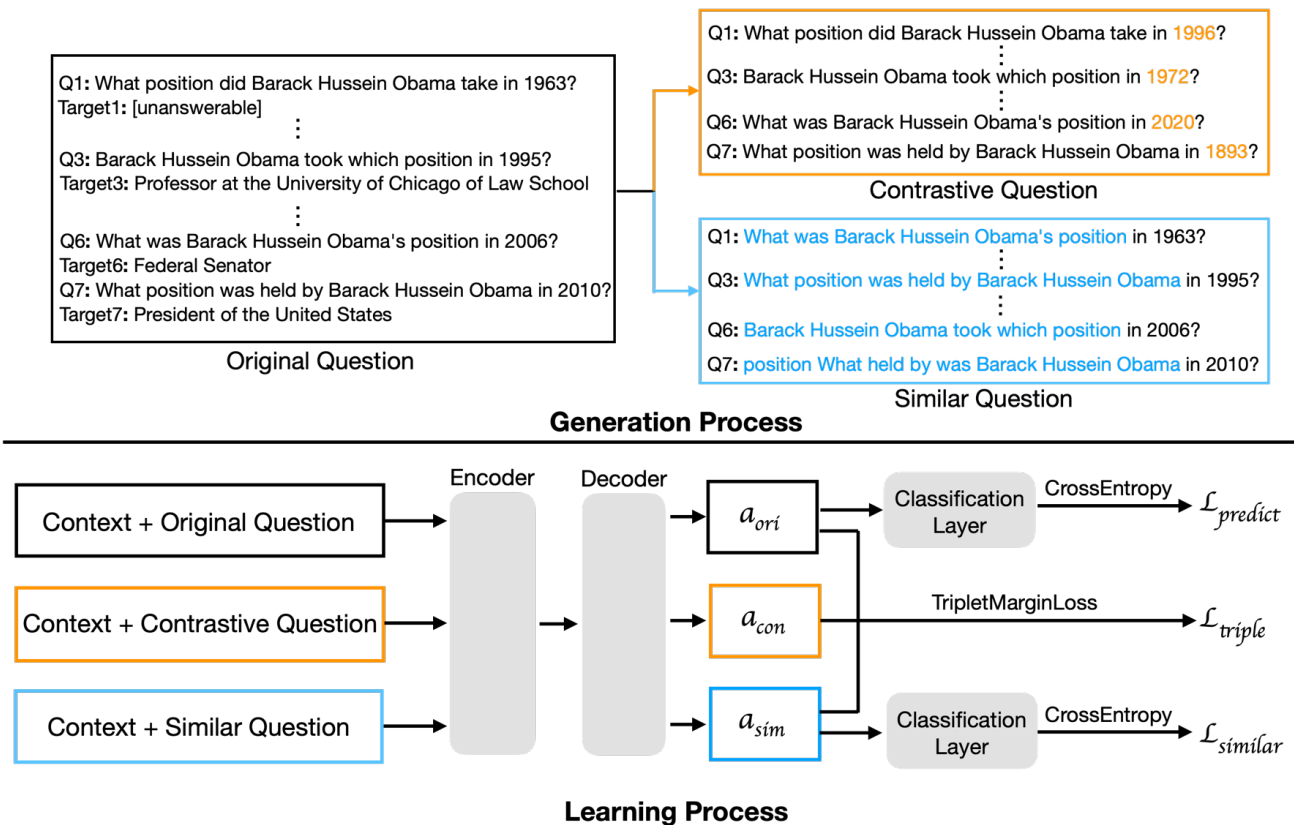 Q1: What position did Barack Hussein Obama take in 1963?
Target1: [unanswerable]
Q3: Barack Hussein Obama took which position in 1995?
Target3: Professor at the University of Chicago of Law School
Q6: What was Barack Hussein Obama's position in 2006?
Target6: Federal Senator
Q7: What position was held by Barack Hussein Obama in 2010?
Target7: President of the United States
Original Question
Q1: What position did Barack Hussein Obama take in 1996?
Q3: Barack Hussein Obama took which position in 1972?
Q6: What was Barack Hussein Obama's position in 2020?
Q7: What position was held by Barack Hussein Obama in 1893?
Contrastive Question
Q1: What was Barack Hussein Obama's position in 1963?
Q3: What position was held by Barack Hussein Obama in 1995?
Q6: Barack Hussein Obama took which position in 2006?
Q7: position What held by was Barack Hussein Obama in 2010?
Similar Question
Generation Process
Encoder
Decoder
Context + Original Question
a_ori
Classification
Layer
CrossEntropy
ℒ_predict
Context + Contrastive Question
a_con
TripletMarginLoss
ℒ_triple
Context + Similar Question
a_sim
Classification
Layer
CrossEntropy
ℒ_similar
Learning Process